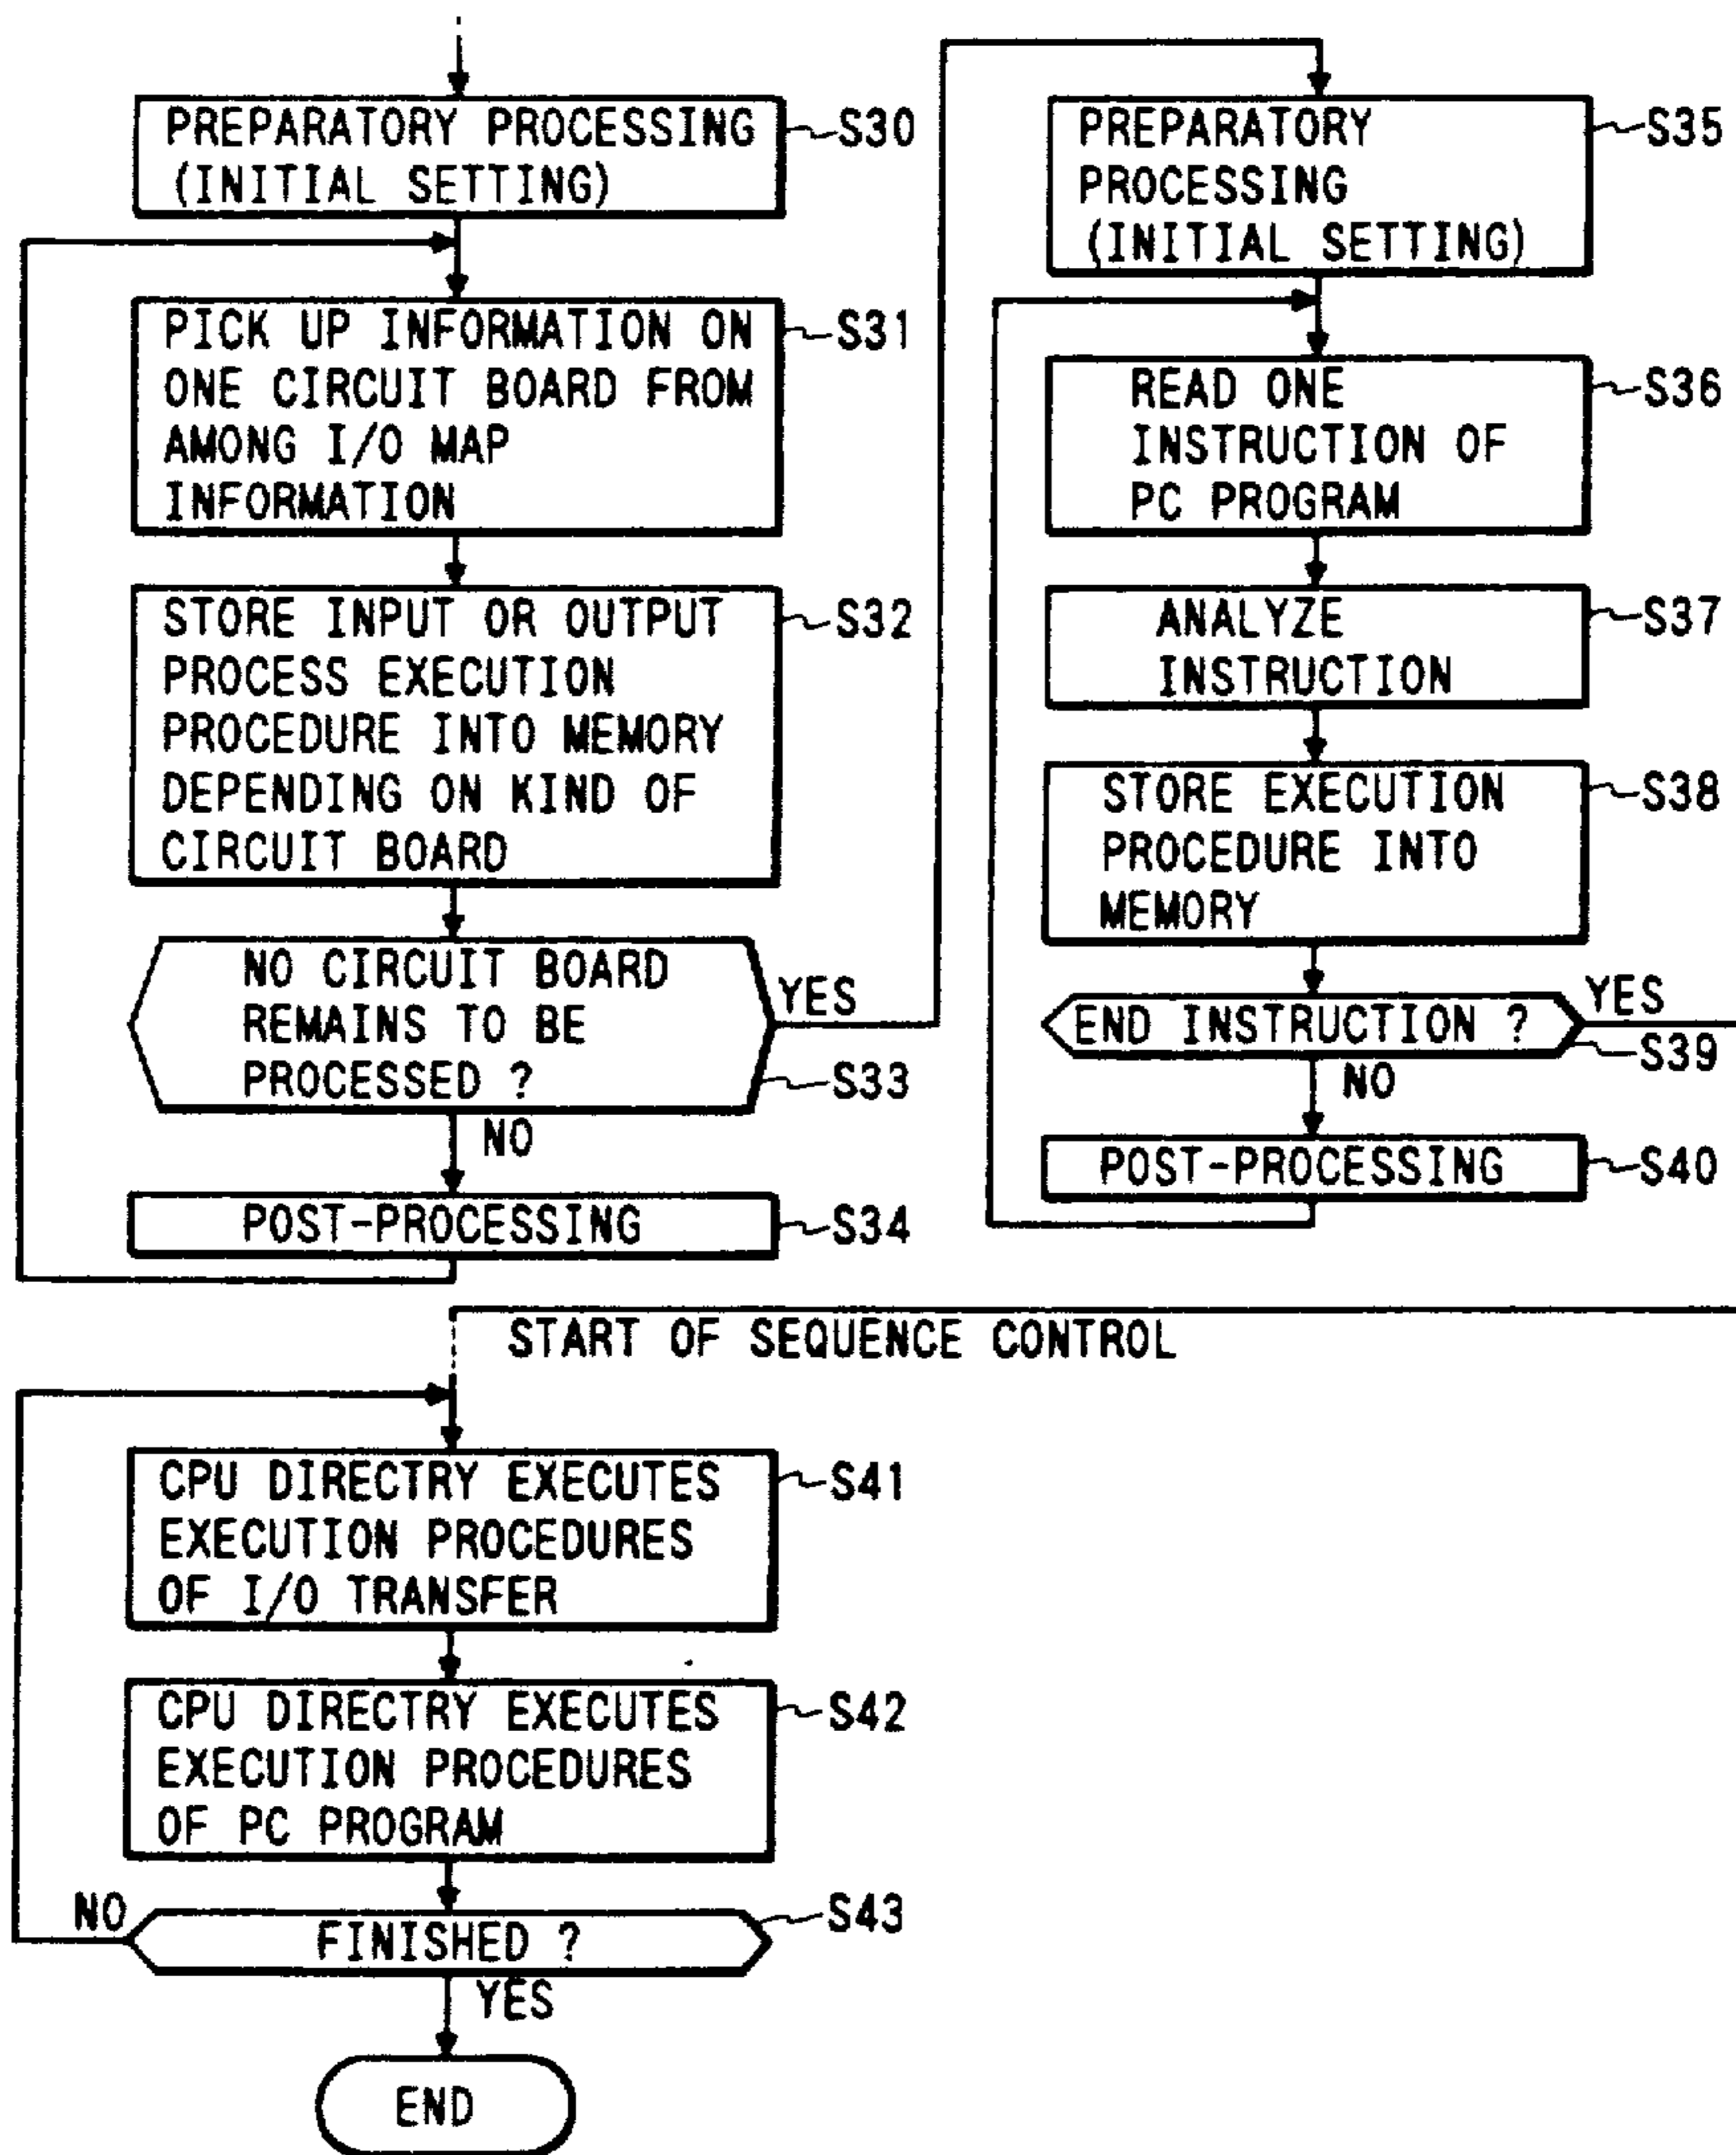 PREPARATORY PROCESSING
(INITIAL SETTING)
S30
PICK UP INFORMATION ON
ONE CIRCUIT BOARD FROM
AMONG I/O MAP
INFORMATION
S31
STORE INPUT OR OUTPUT
PROCESS EXECUTION
PROCEDURE INTO MEMORY
DEPENDING ON KIND OF
CIRCUIT BOARD
S32
NO CIRCUIT BOARD
REMAINS TO BE
PROCESSED ?
YES
S33
NO
POST-PROCESSING
S34
PREPARATORY
PROCESSING
(INITIAL SETTING)
S35
READ ONE
INSTRUCTION OF
PC PROGRAM
S36
ANALYZE
INSTRUCTION
S37
STORE EXECUTION
PROCEDURE INTO
MEMORY
S38
END INSTRUCTION ?
YES
S39
NO
POST-PROCESSING
S40
START OF SEQUENCE CONTROL
CPU DIRECTRY EXECUTES
EXECUTION PROCEDURES
OF I/O TRANSFER
S41
CPU DIRECTRY EXECUTES
EXECUTION PROCEDURES
OF PC PROGRAM
S42
NO
FINISHED ?
S43
YES
END